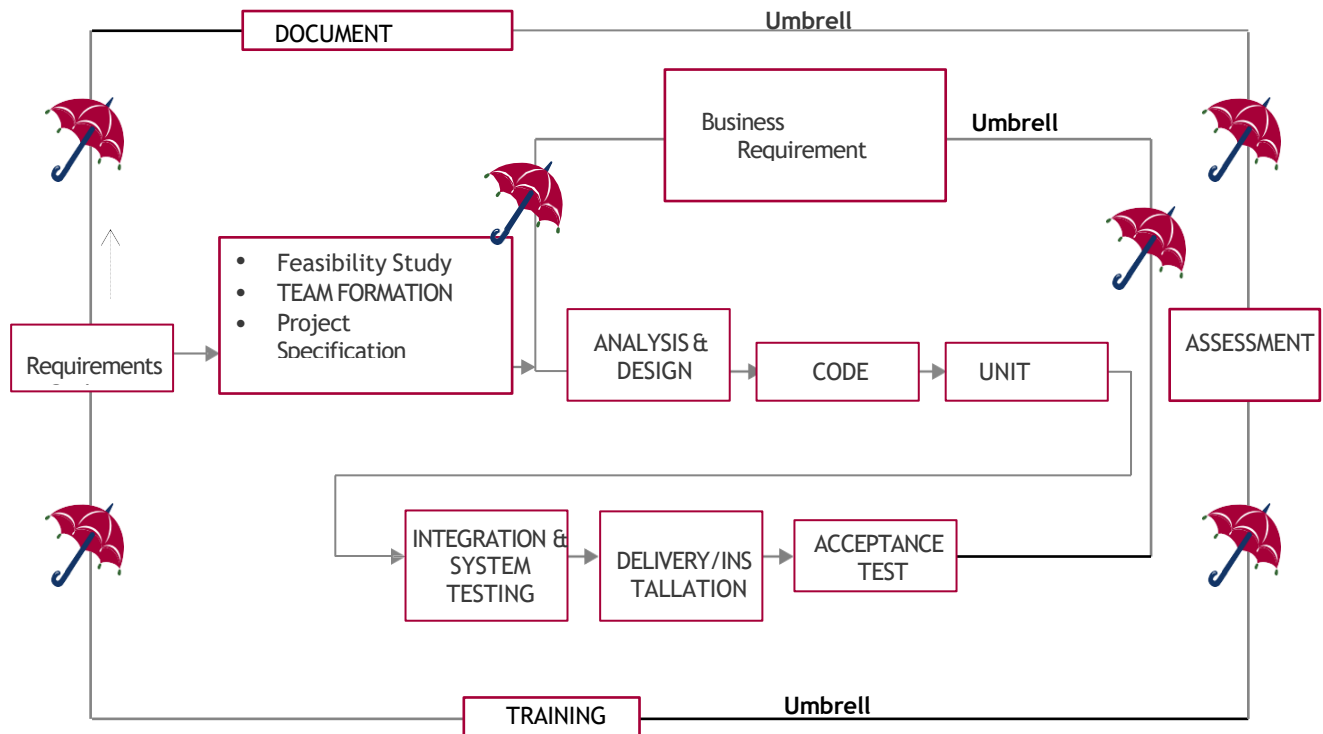 Umbrell
DOCUMENT
Business
Requirement
Umbrell
• Feasibility Study
• TEAM FORMATION
• Project
Specification
Requirements
ANALYSIS &
DESIGN
CODE
UNIT
ASSESSMENT
INTEGRATION &
SYSTEM
TESTING
DELIVERY/INS
TALLATION
ACCEPTANCE
TEST
Umbrell
TRAINING